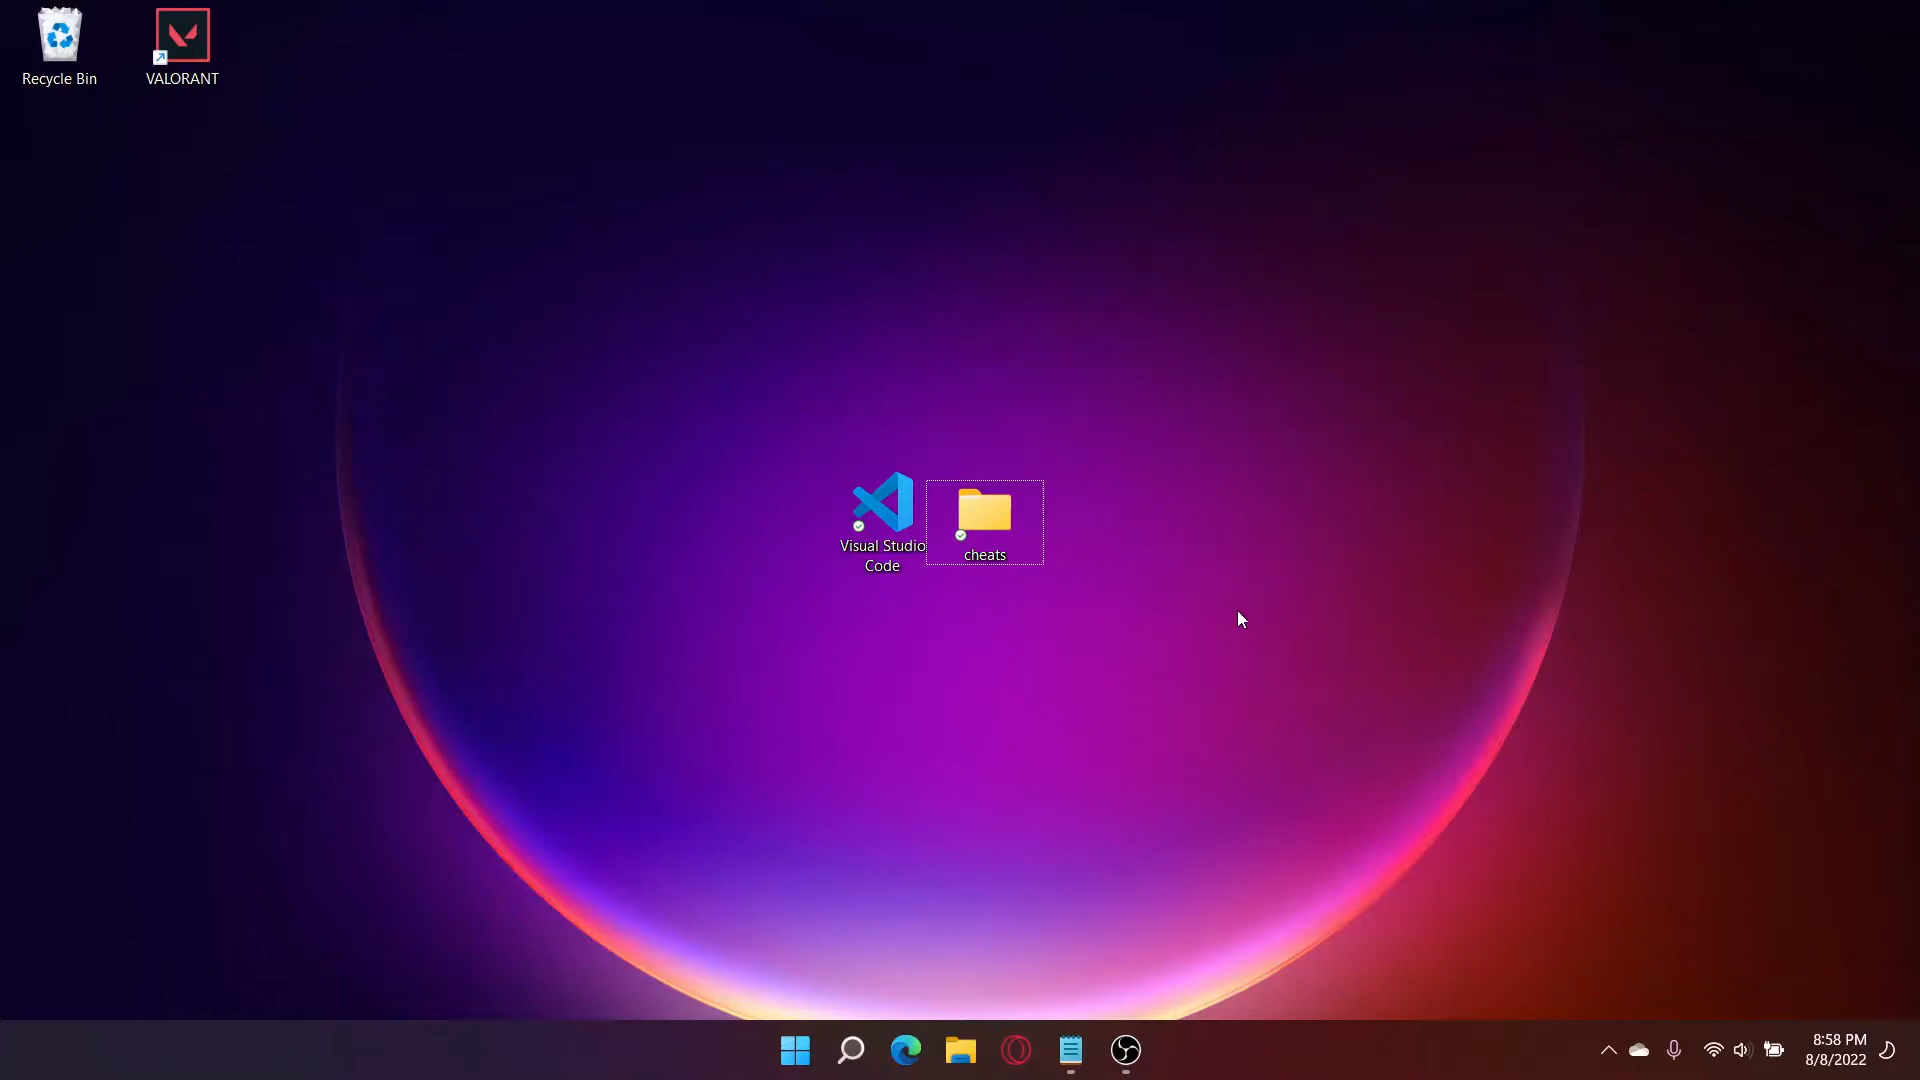 Recycle Bin
VALORANT
Visual Studio
Code
cheats
8:58 PM
8/8/2022